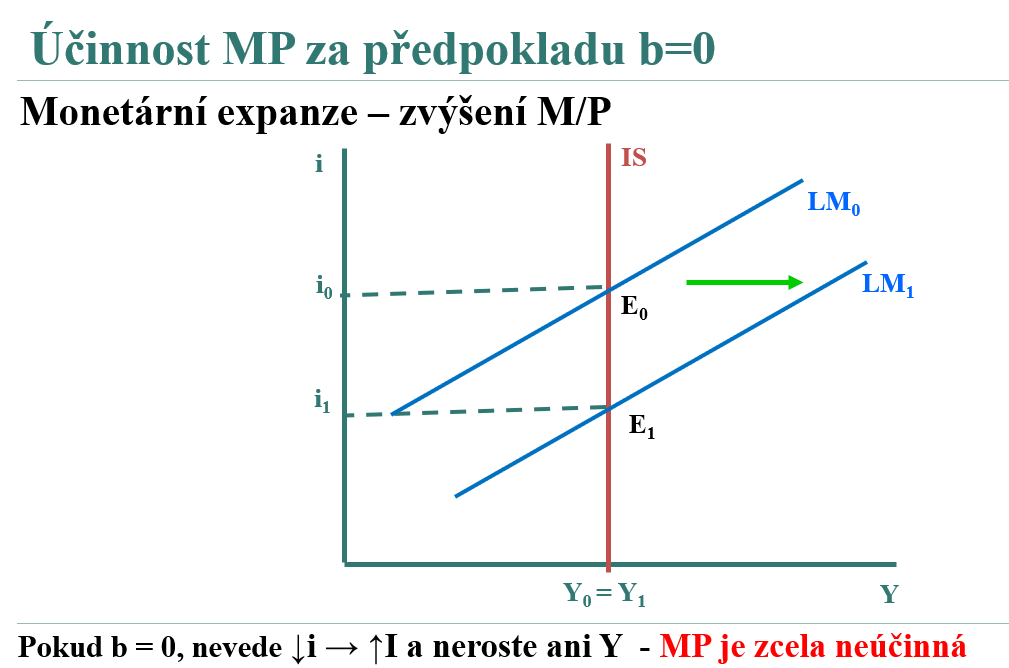 Účinnost MP za předpokladu b=0
Monetární expanze – zvýšení M/P
i
IS
LM₀
i₀
LM₁
E₀
i₁
E₁
Y₀ = Y₁
Y
Pokud b = 0, nevede ↓i → ↑I a neroste ani Y - MP je zcela neúčinná